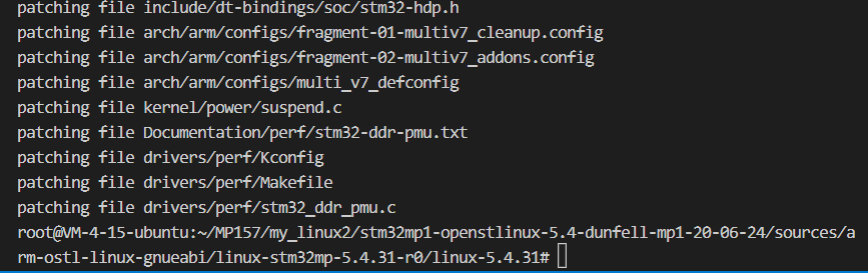 patching file include/dt-bindings/soc/stm32-hdp.h
patching file arch/arm/configs/fragment-01-multiv7_cleanup.config
patching file arch/arm/configs/fragment-02-multiv7_addons.config
patching file arch/arm/configs/multi_v7_defconfig
patching file kernel/power/suspend.c
patching file Documentation/perf/stm32-ddr-pmu.txt
patching file drivers/perf/Kconfig
patching file drivers/perf/Makefile
patching file drivers/perf/stm32_ddr_pmu.c
root@VM-4-15-ubuntu:~/MP157/my_linux2/stm32mp1-openstlinux-5.4-dunfell-mp1-20-06-24/sources/a
rm-ostl-linux-gnueabi/linux-stm32mp-5.4.31-r0/linux-5.4.31#